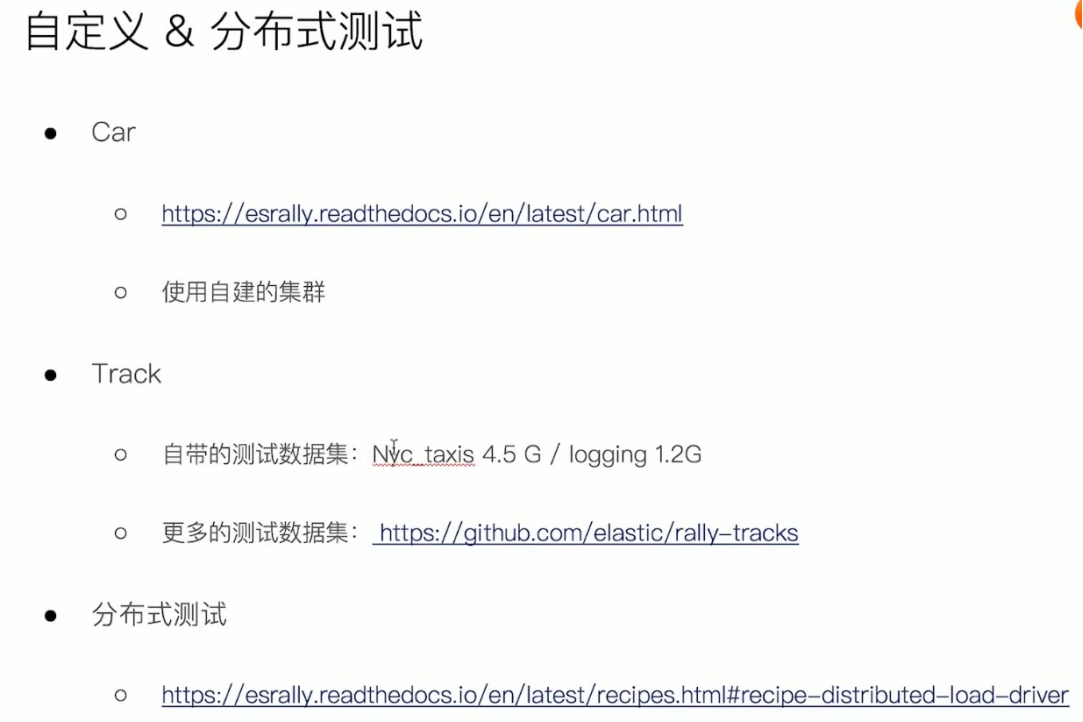 自定义 & 分布式测试
● Car
○ https://esrally.readthedocs.io/en/latest/car.html
○ 使用自建的集群
● Track
○ 自带的测试数据集：Nyc_taxis 4.5 G / logging 1.2G
○ 更多的测试数据集： https://github.com/elastic/rally-tracks
● 分布式测试
○ https://esrally.readthedocs.io/en/latest/recipes.html#recipe-distributed-load-driver